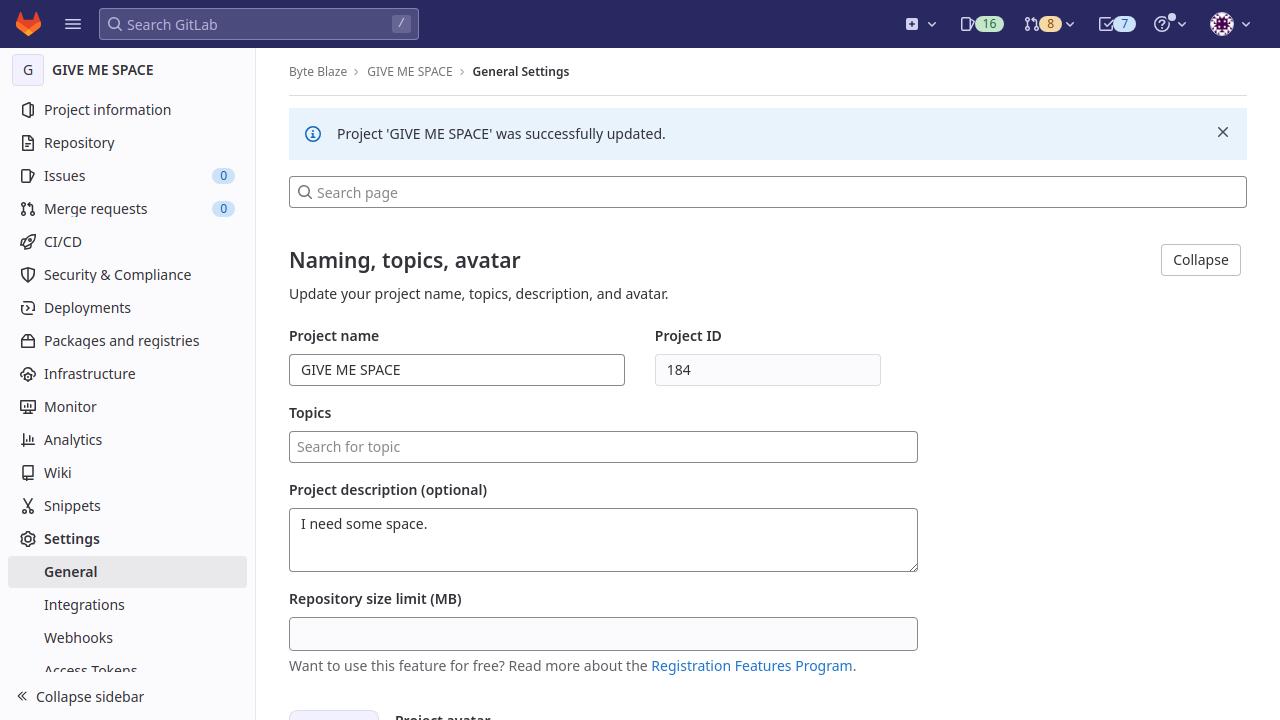 Search GitLab
/
16
8
7
G
GIVE ME SPACE
Project information
Repository
Issues
0
Merge requests
0
CI/CD
Security & Compliance
Deployments
Packages and registries
Infrastructure
Monitor
Analytics
Wiki
Snippets
Settings
General
Integrations
Webhooks
Access Tokens
Collapse sidebar
Byte Blaze
GIVE ME SPACE
General Settings
Project 'GIVE ME SPACE' was successfully updated.
Search page
Naming, topics, avatar
Collapse
Update your project name, topics, description, and avatar.
Project name
Project ID
GIVE ME SPACE
184
Topics
Search for topic
Project description (optional)
I need some space.
Repository size limit (MB)
Want to use this feature for free? Read more about the Registration Features Program.
Project avatar